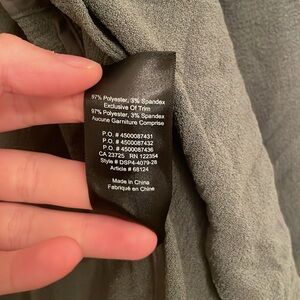 97% Polyester, 3% Spandex
Exclusive Of Trim
97% Polyester, 3% Spandex
Aucune Garniture Comprise
P.O. # 4500087431
P.O. # 4500087432
P.O. # 4500087436
CA 23725 RN 122354
Style # DSP4-4079-28
Article # 68124
Made in China
Fabriqué en Chine